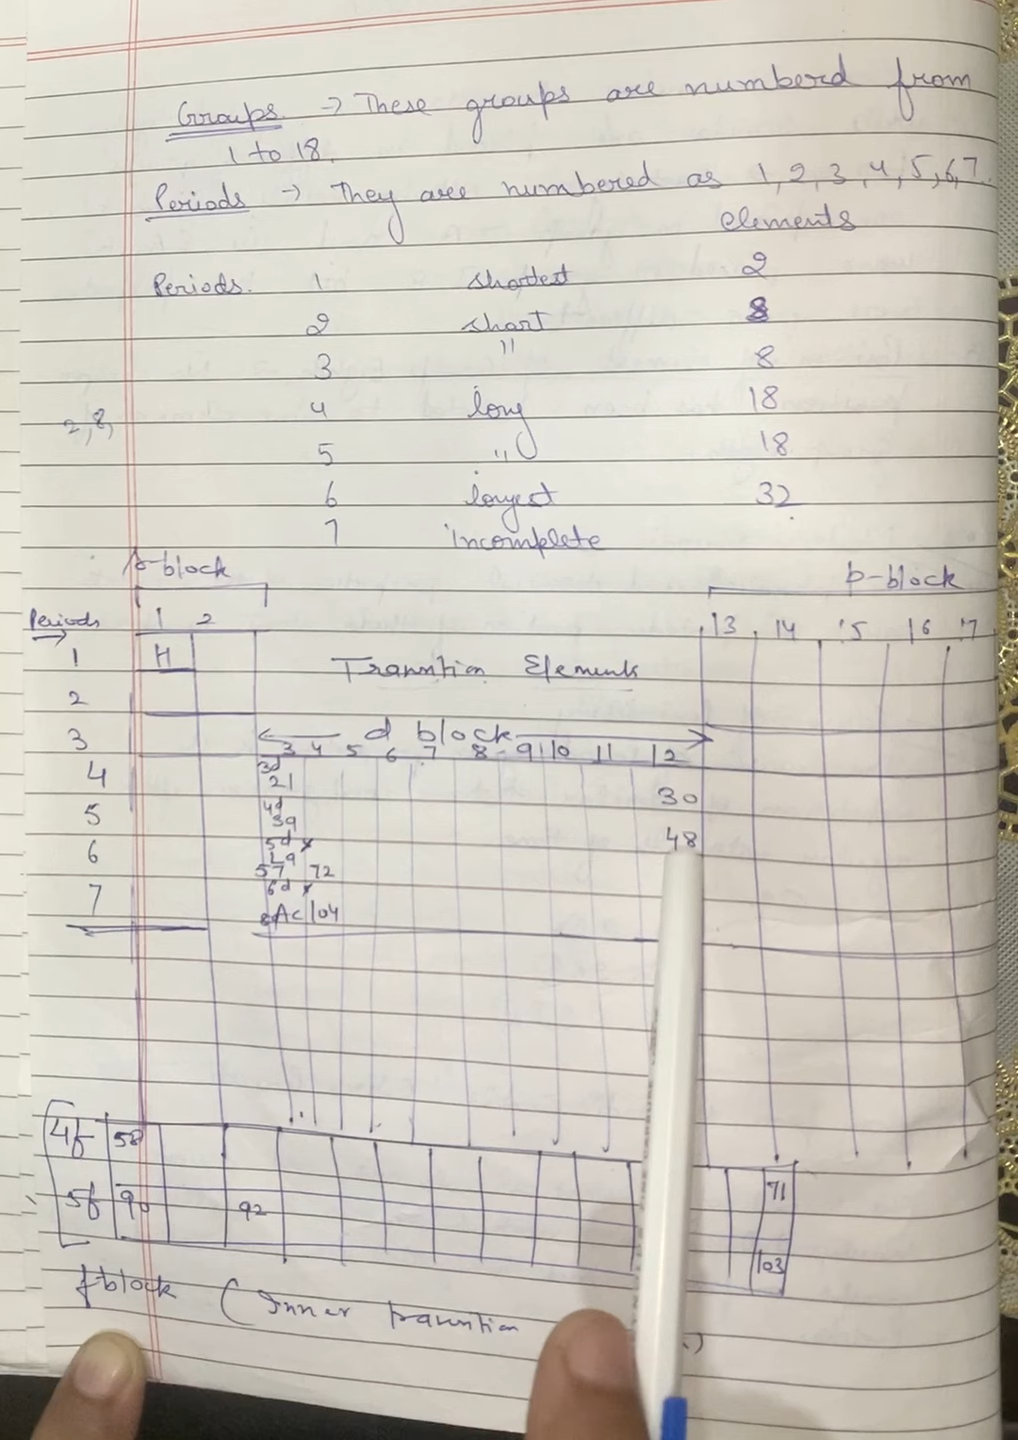 Groups. → These groups are numberd from
1 to 18.
Periods → They are numbered as 1, 2, 3, 4, 5, 6, 7.
elements
Periods. 1 shortest 2
2 short 8
3 " 8
2, 8, 4 long 18
5 " 18
6 longest 32
7 incomplete
s-block p-block
Periods → 1 2 13 14 15 16 17
1 H Transition Elements
2
3 d block
3 4 5 6 7 8 9 10 11 12
4 3d 21 30
5 4d 39 48
6 5d La 57 72
7 6d Ac 104
4f 58 71
5f 90 92 103
f block (Inner transition )